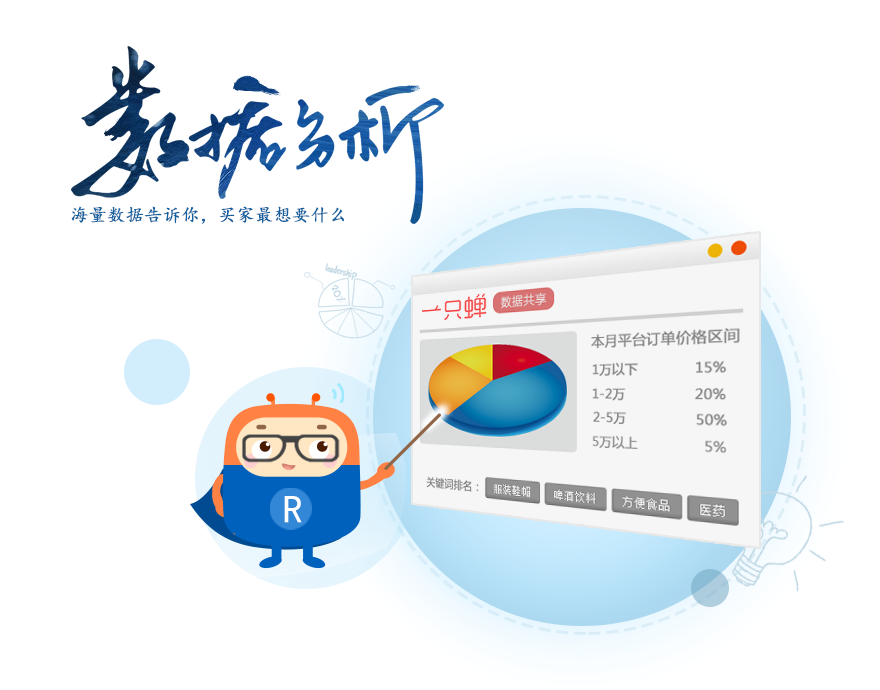 数据分析
海量数据告诉你，买家最想要什么
leadership
20%
一只蝉 数据共享
本月平台订单价格区间
1万以下 15%
1-2万 20%
2-5万 50%
5万以上 5%
关键词排名： 服装鞋帽 啤酒饮料 方便食品 医药
R